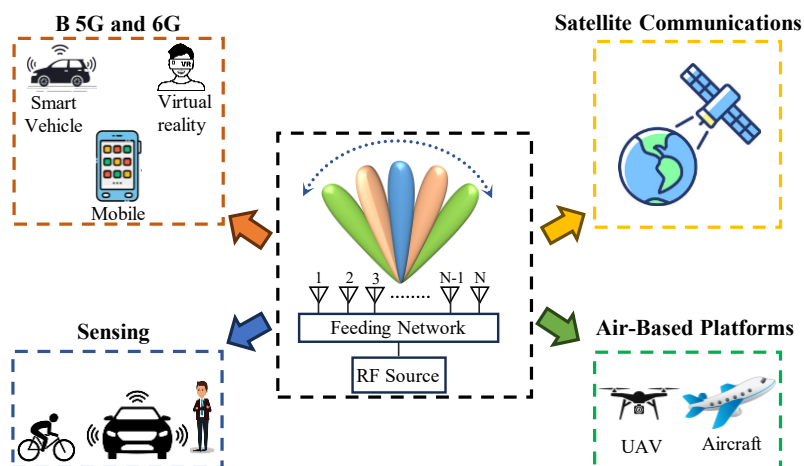 B 5G and 6G
Smart
Vehicle
VR
Virtual
reality
Mobile
Satellite Communications
1 2 3 ........ N-1 N
Feeding Network
RF Source
Sensing
Air-Based Platforms
UAV
Aircraft